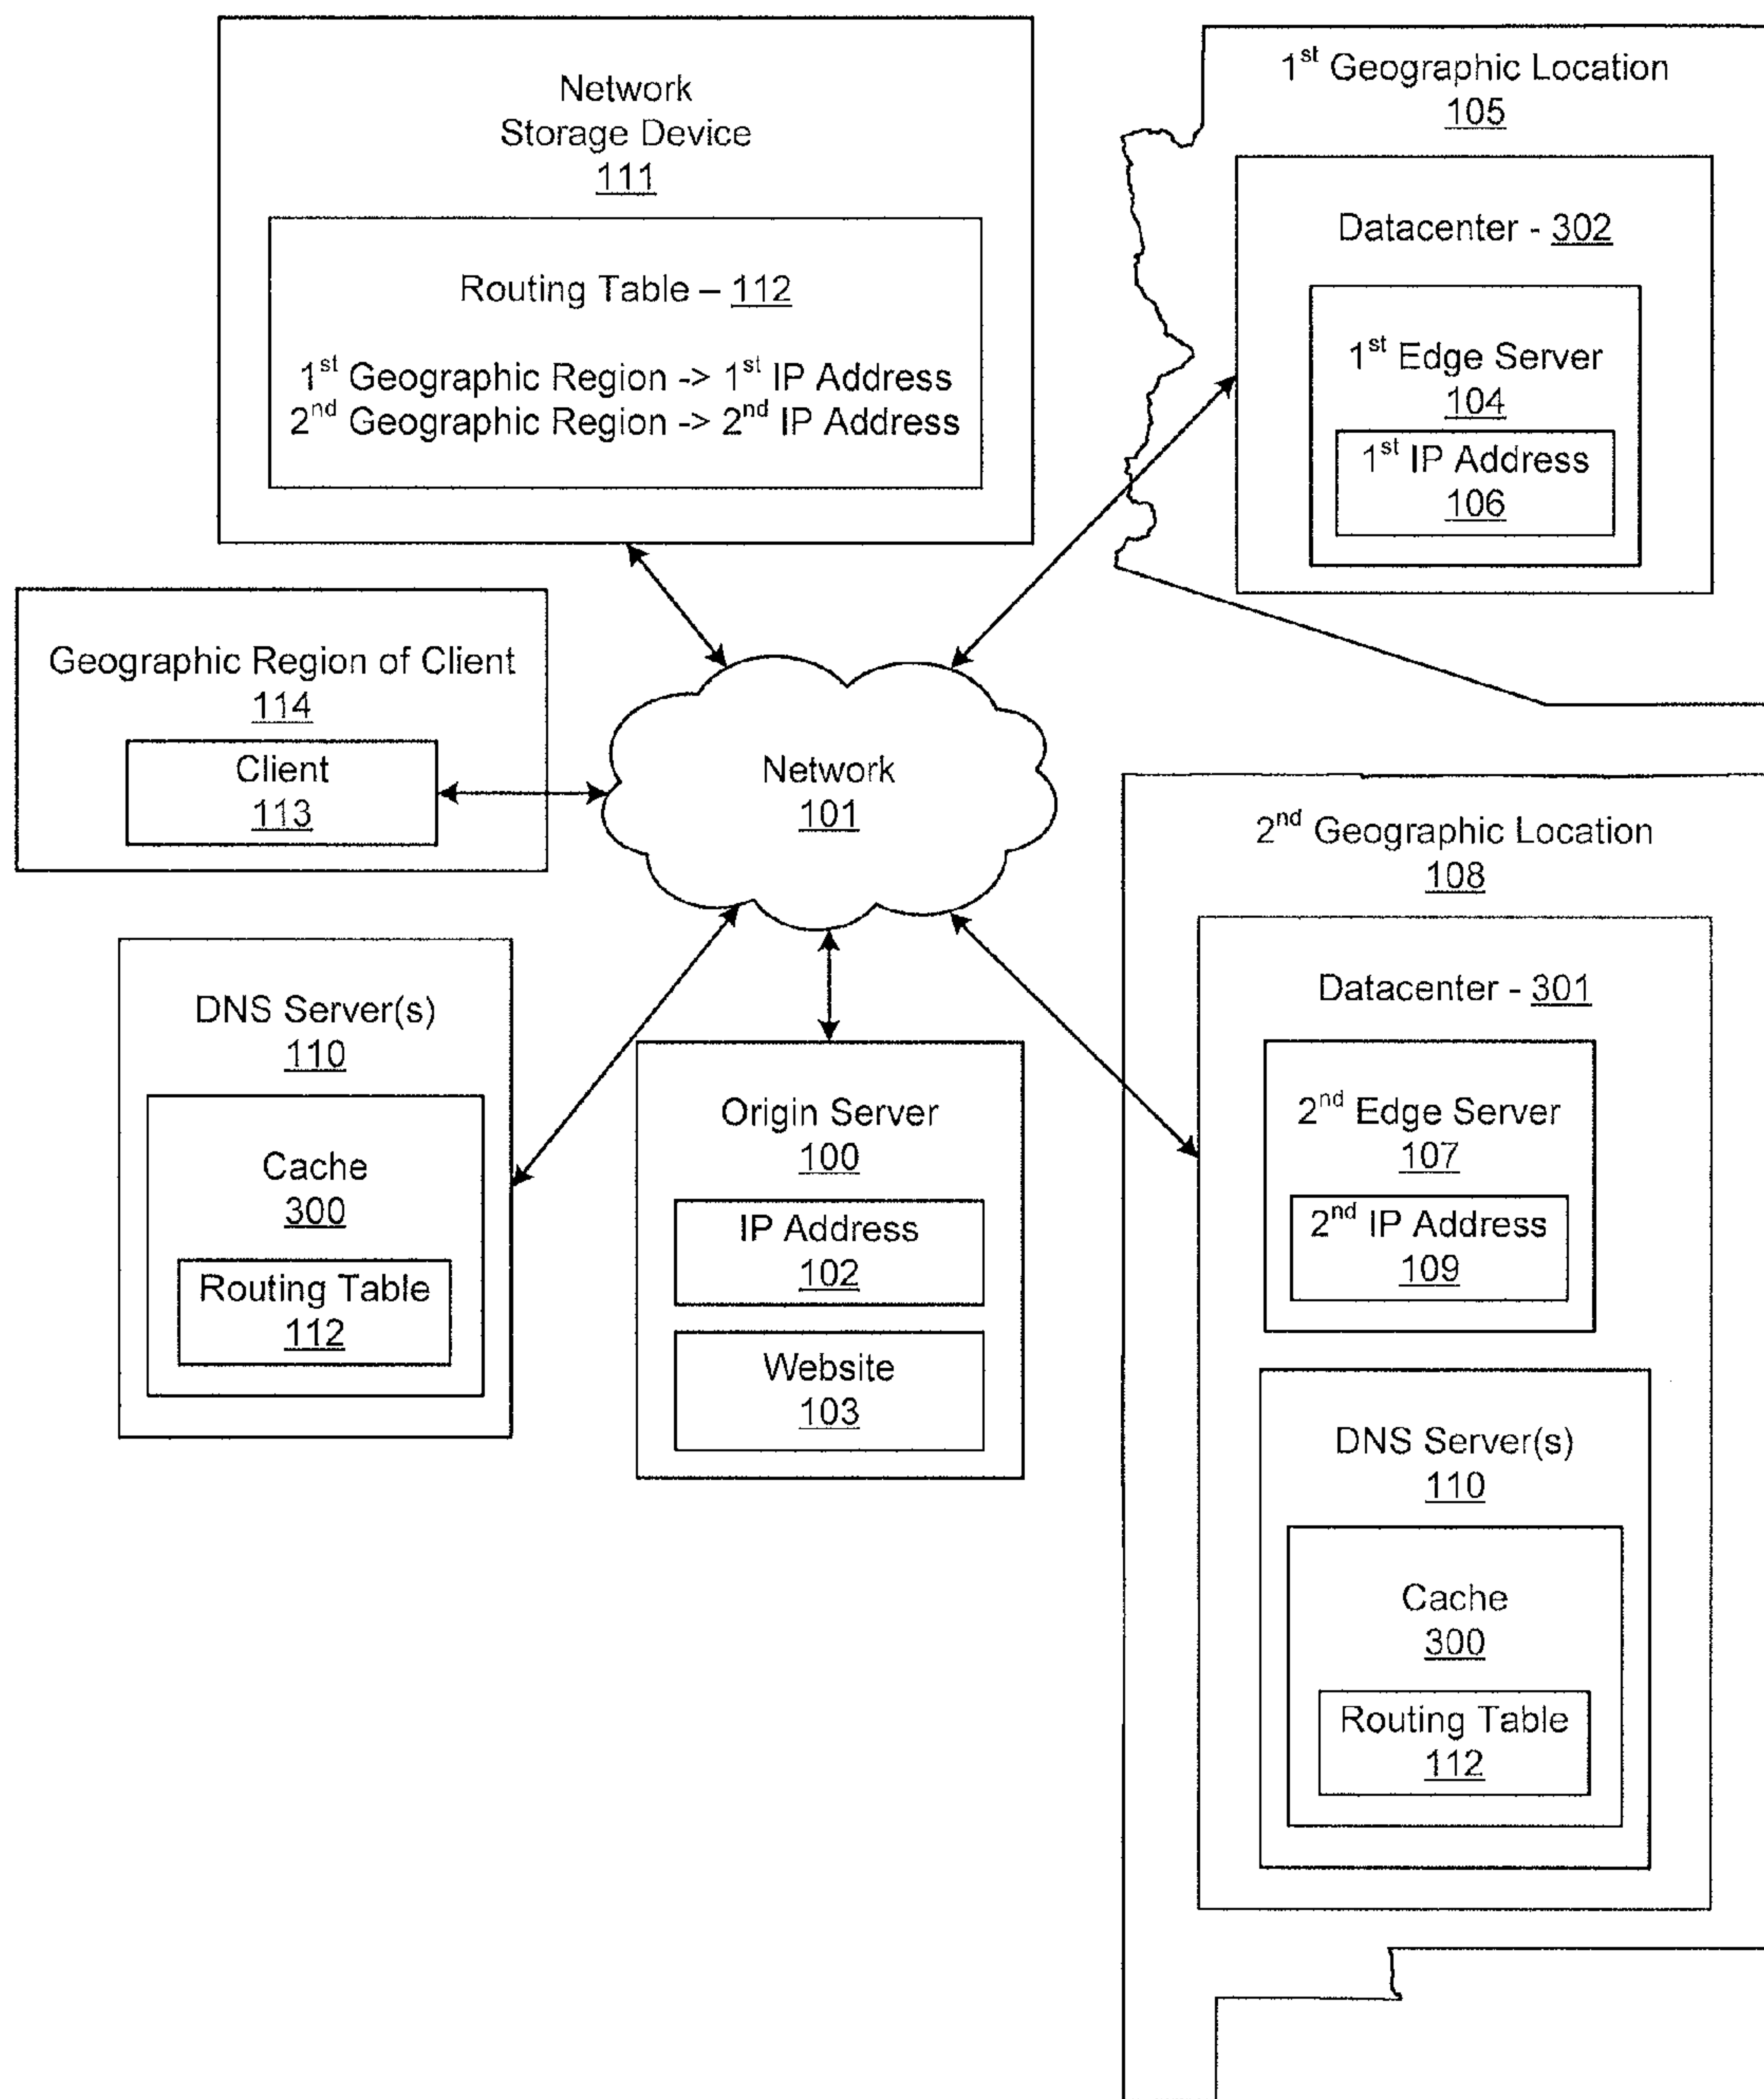 Network
Storage Device
111
Routing Table – 112
1st Geographic Region -> 1st IP Address
2nd Geographic Region -> 2nd IP Address
1st Geographic Location
105
Datacenter - 302
1st Edge Server
104
1st IP Address
106
Geographic Region of Client
114
Client
113
Network
101
2nd Geographic Location
108
Datacenter - 301
2nd Edge Server
107
2nd IP Address
109
DNS Server(s)
110
Cache
300
Routing Table
112
DNS Server(s)
110
Cache
300
Routing Table
112
Origin Server
100
IP Address
102
Website
103